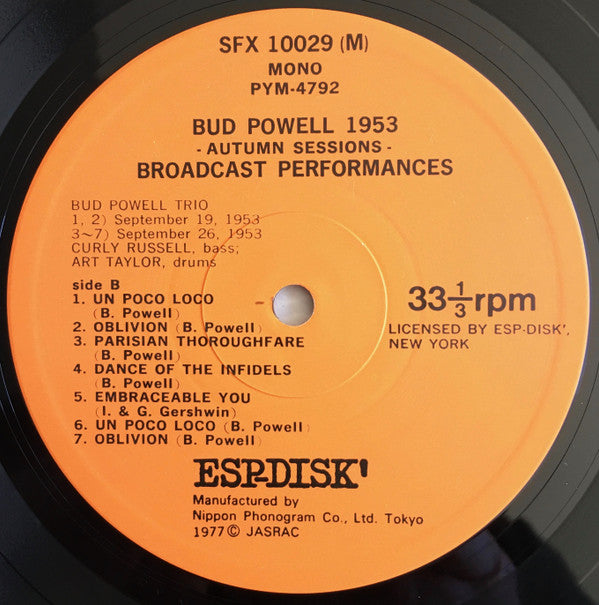 SFX 10029 (M)
MONO
PYM-4792
BUD POWELL 1953
- AUTUMN SESSIONS -
BROADCAST PERFORMANCES
BUD POWELL TRIO
1, 2) September 19, 1953
3~7) September 26, 1953
CURLY RUSSELL, bass;
ART TAYLOR, drums
side B
1. UN POCO LOCO
(B. Powell)
2. OBLIVION (B. Powell)
3. PARISIAN THOROUGHFARE
(B. Powell)
4. DANCE OF THE INFIDELS
(B. Powell)
5. EMBRACEABLE YOU
(I. & G. Gershwin)
6. UN POCO LOCO (B. Powell)
7. OBLIVION (B. Powell)
33 1/3 rpm
LICENSED BY ESP-DISK',
NEW YORK
ESP-DISK'
Manufactured by
Nippon Phonogram Co., Ltd. Tokyo
1977 © JASRAC